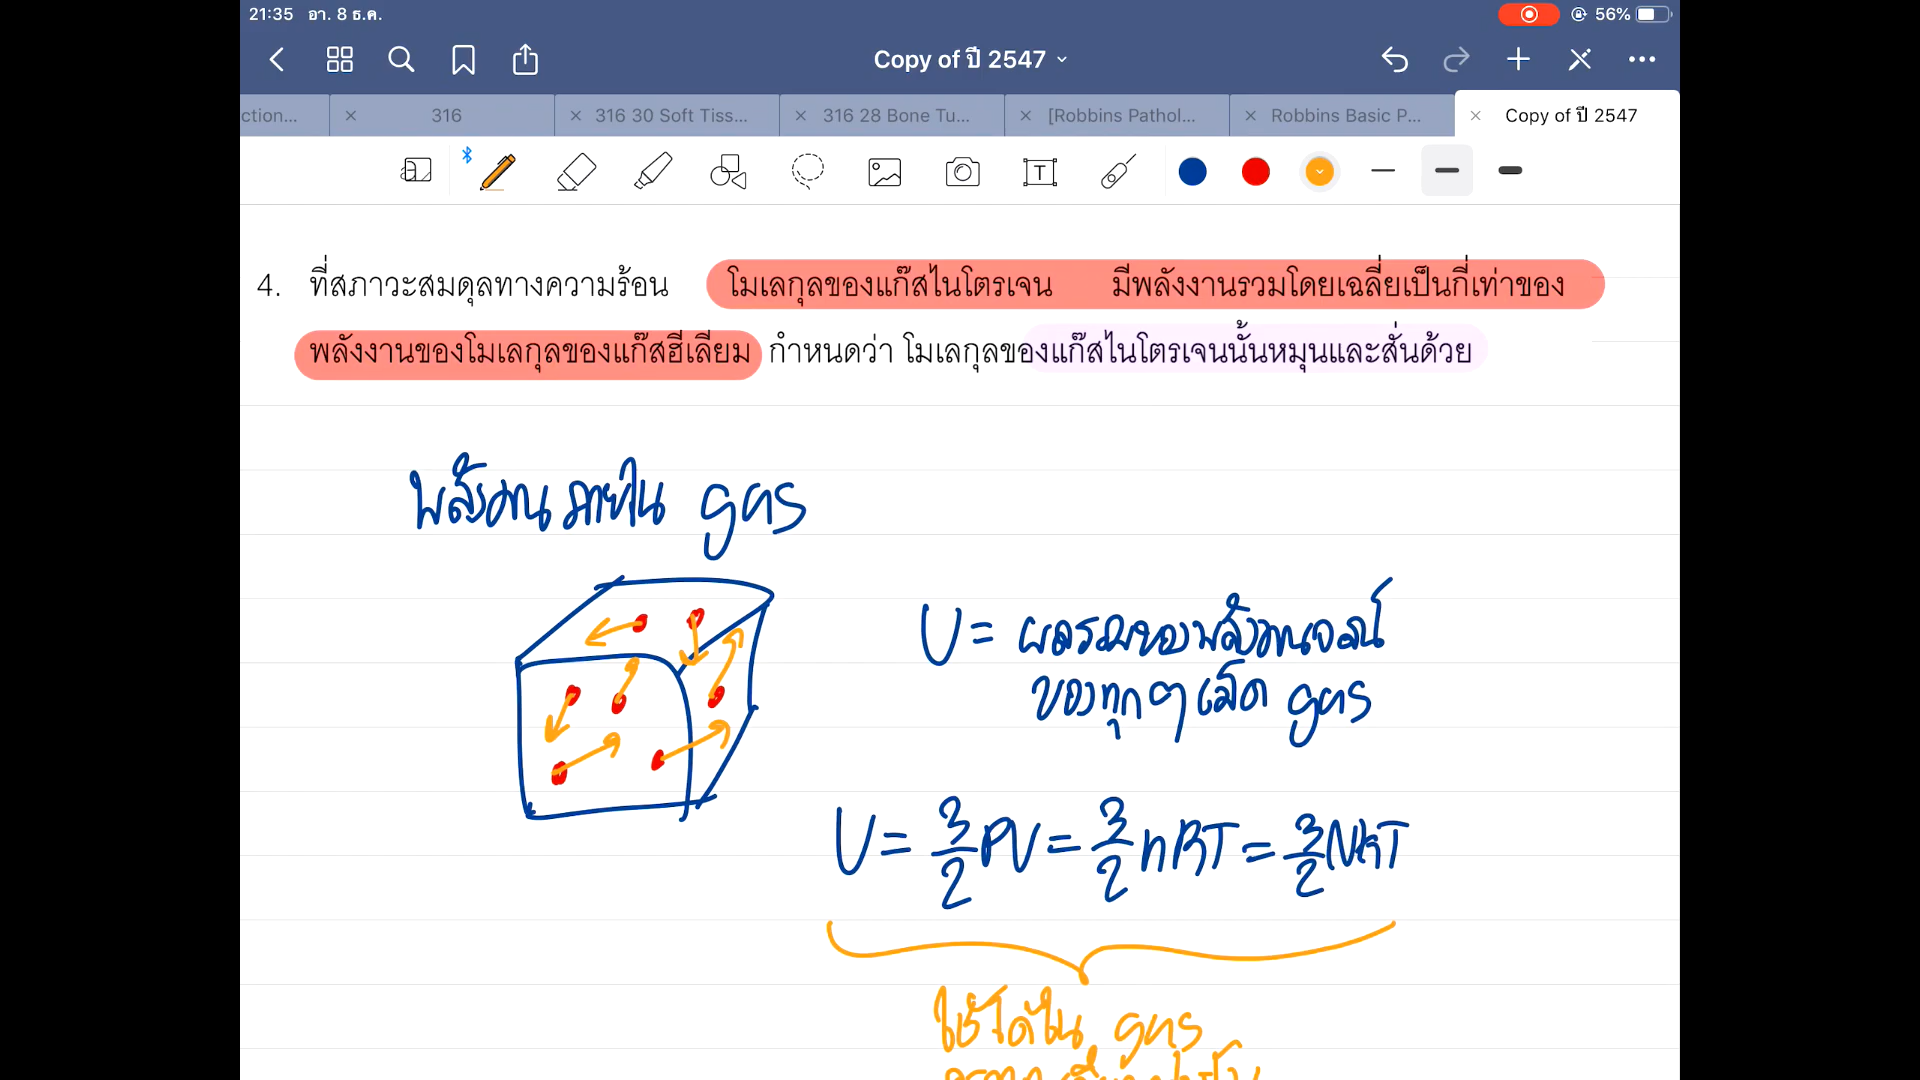 21:35 อา. 8 ธ.ค. 56%
Copy of ปี 2547
ction... 316 316 30 Soft Tiss... 316 28 Bone Tu... [Robbins Pathol... Robbins Basic P... Copy of ปี 2547
4. ที่สภาวะสมดุลทางความร้อน โมเลกุลของแก๊สไนโตรเจน มีพลังงานรวมโดยเฉลี่ยเป็นกี่เท่าของ
พลังงานของโมเลกุลของแก๊สฮีเลียม กำหนดว่า โมเลกุลของแก๊สไนโตรเจนนั้นหมุนและสั่นด้วย
พลังงานภายใน gas
U = ผลรวมของพลังงานจลน์
ของทุกๆ เม็ด gas
U = 3/2 PV = 3/2 nRT = 3/2 NkT
ใช้ได้ใน gas